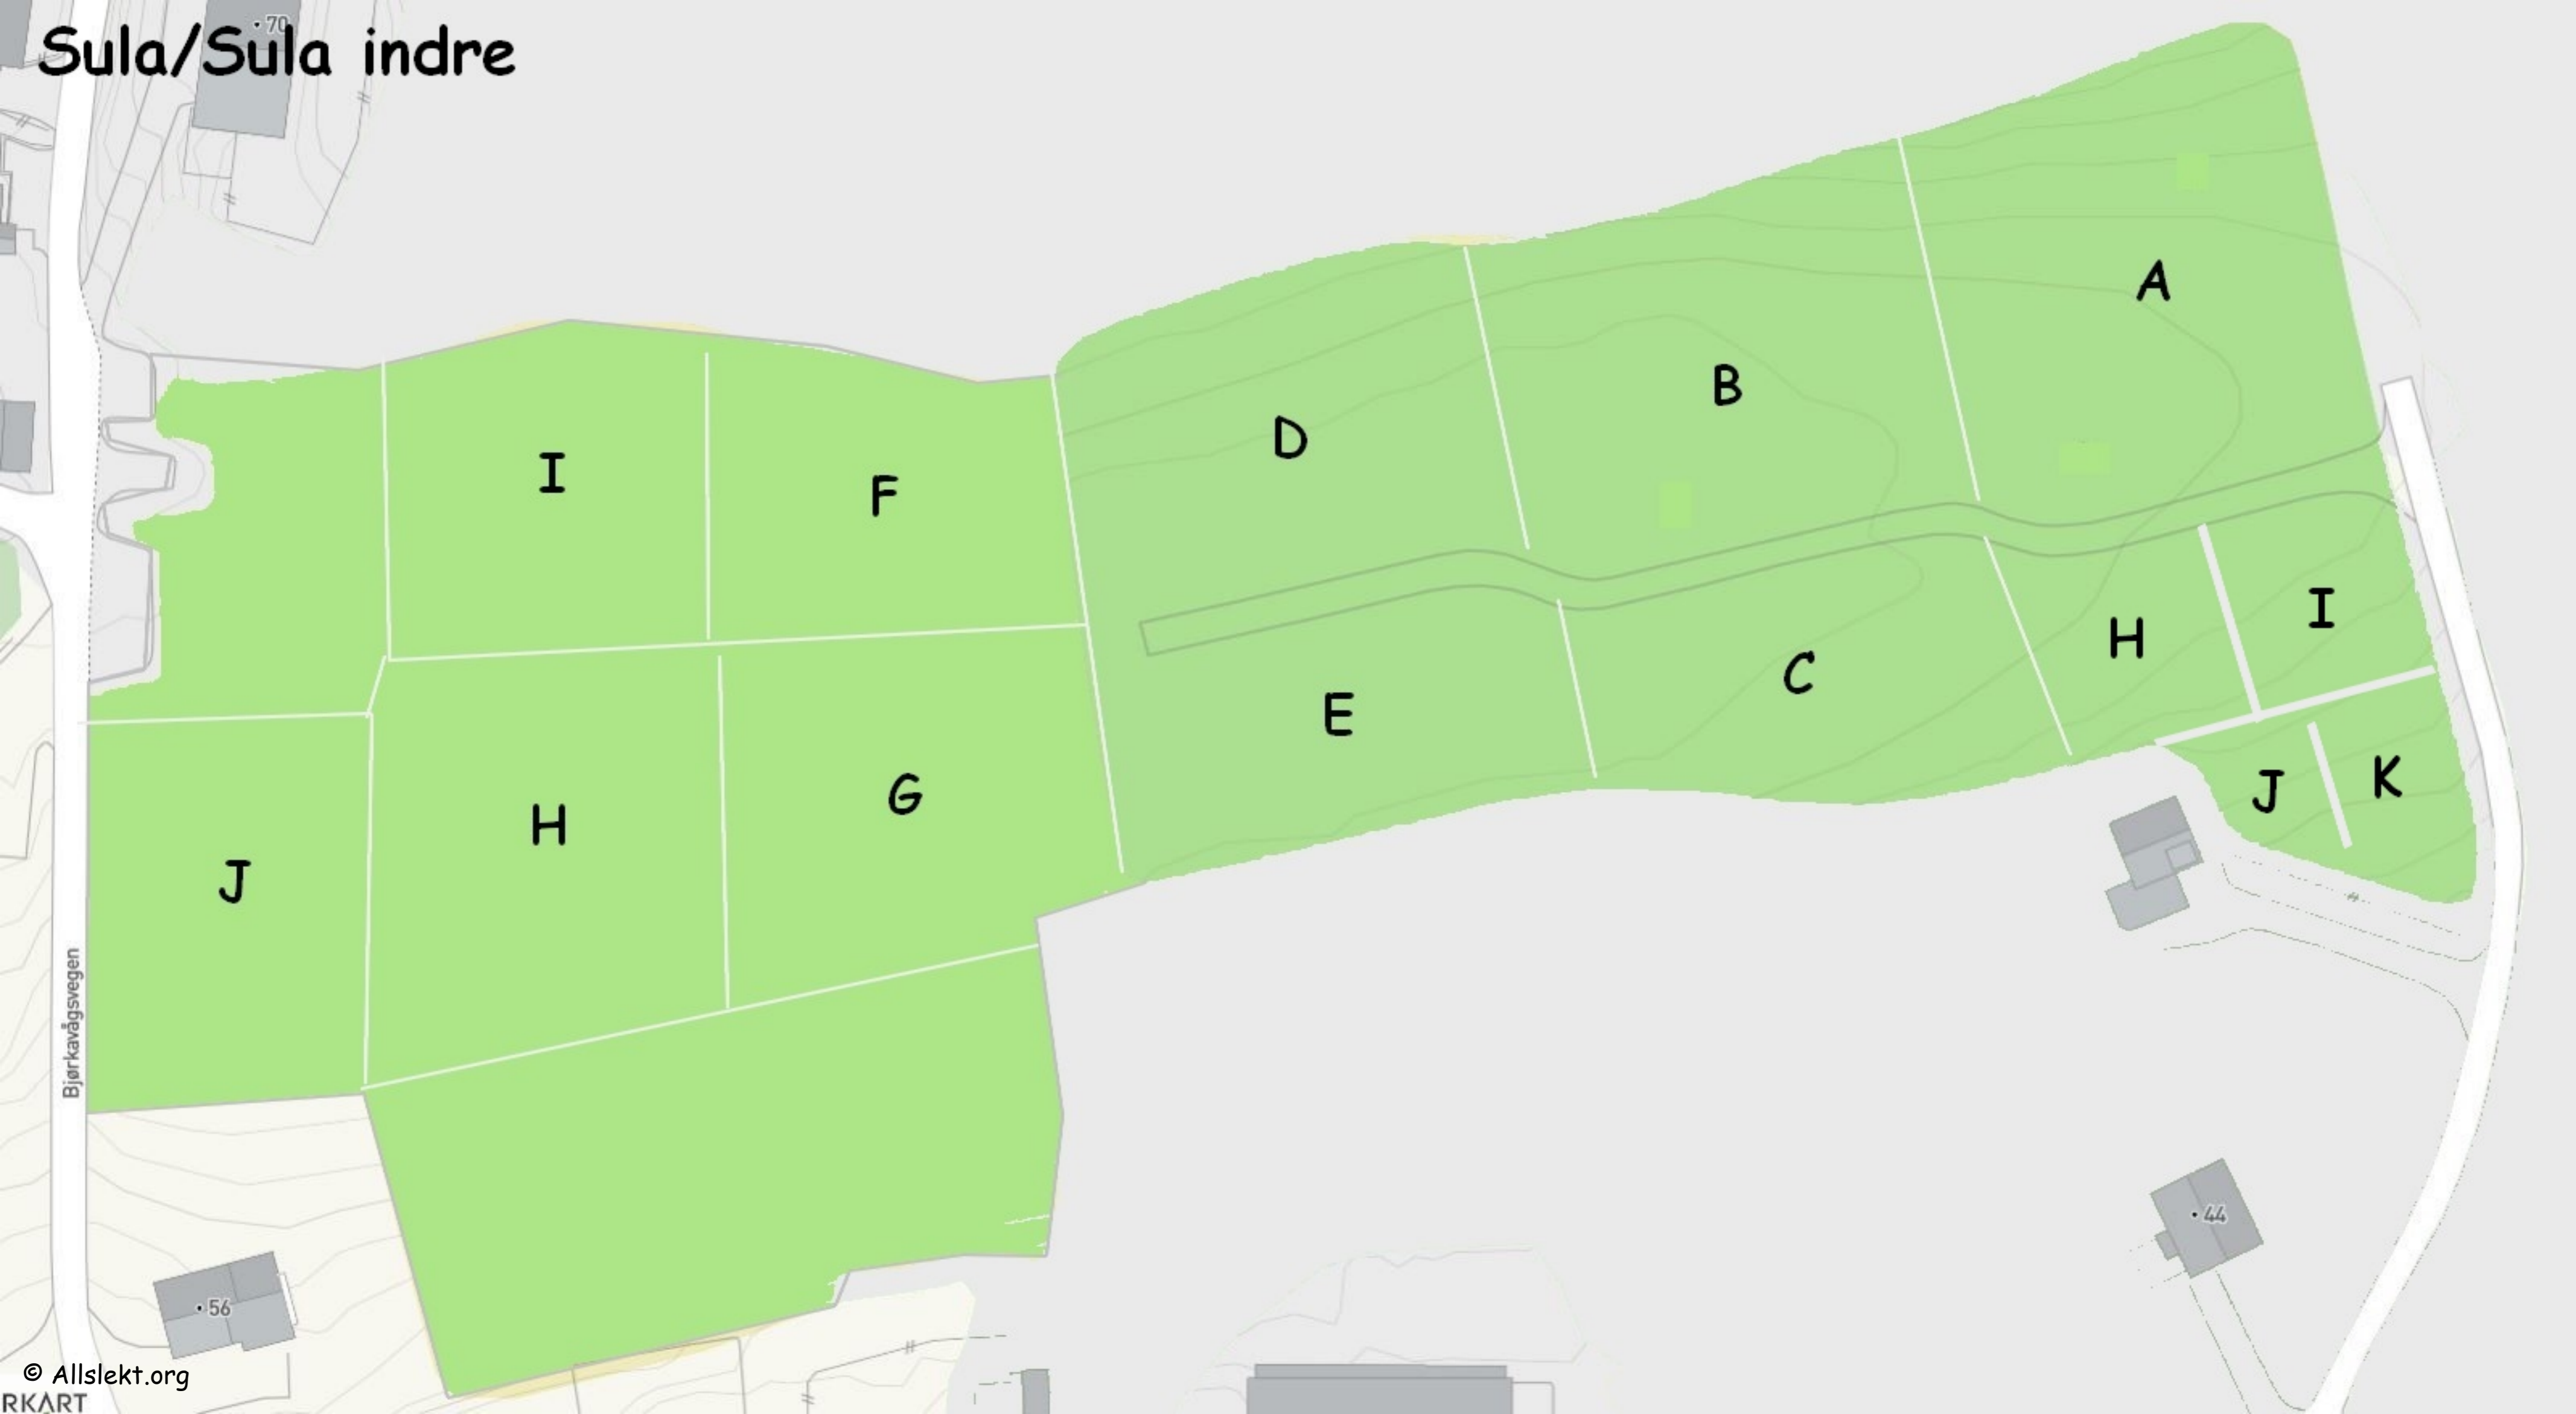 70
Sula/Sula indre
A
B
D
I
F
I
H
C
E
K
J
G
H
J
Bjørkavågsvegen
44
56
© Allslekt.org
RKART